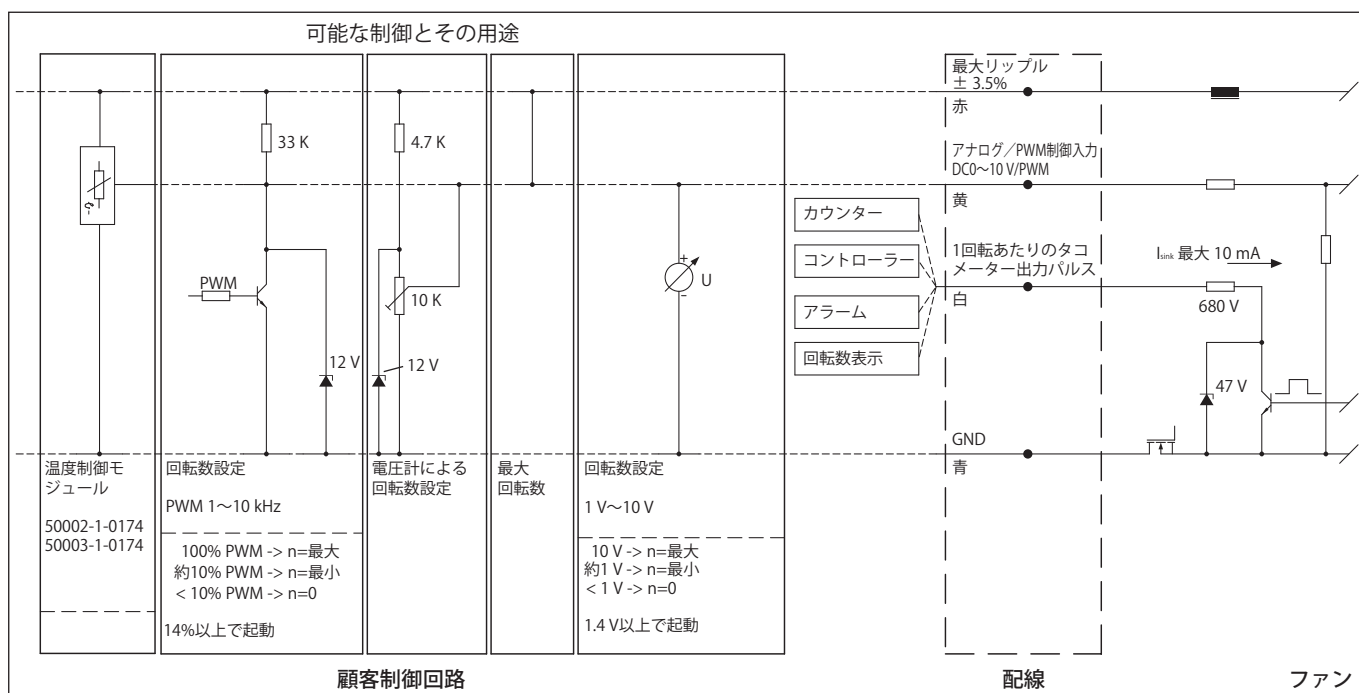 可能な制御とその用途
33 K
4.7 K
PWM
12 V
10 K
12 V
+
U
−
温度制御モ
ジュール
50002-1-0174
50003-1-0174
回転数設定
PWM 1〜10 kHz
100% PWM -> n=最大
約10% PWM -> n=最小
< 10% PWM -> n=0
14%以上で起動
電圧計による
回転数設定
最大
回転数
回転数設定
1 V〜10 V
10 V -> n=最大
約1 V -> n=最小
< 1 V -> n=0
1.4 V以上で起動
カウンター
コントローラー
アラーム
回転数表示
最大リップル
± 3.5%
赤
アナログ／PWM制御入力
DC0〜10 V/PWM
黄
1回転あたりのタコ
メーター出力パルス
白
GND
青
Isink 最大 10 mA
680 V
47 V
顧客制御回路
配線
ファン